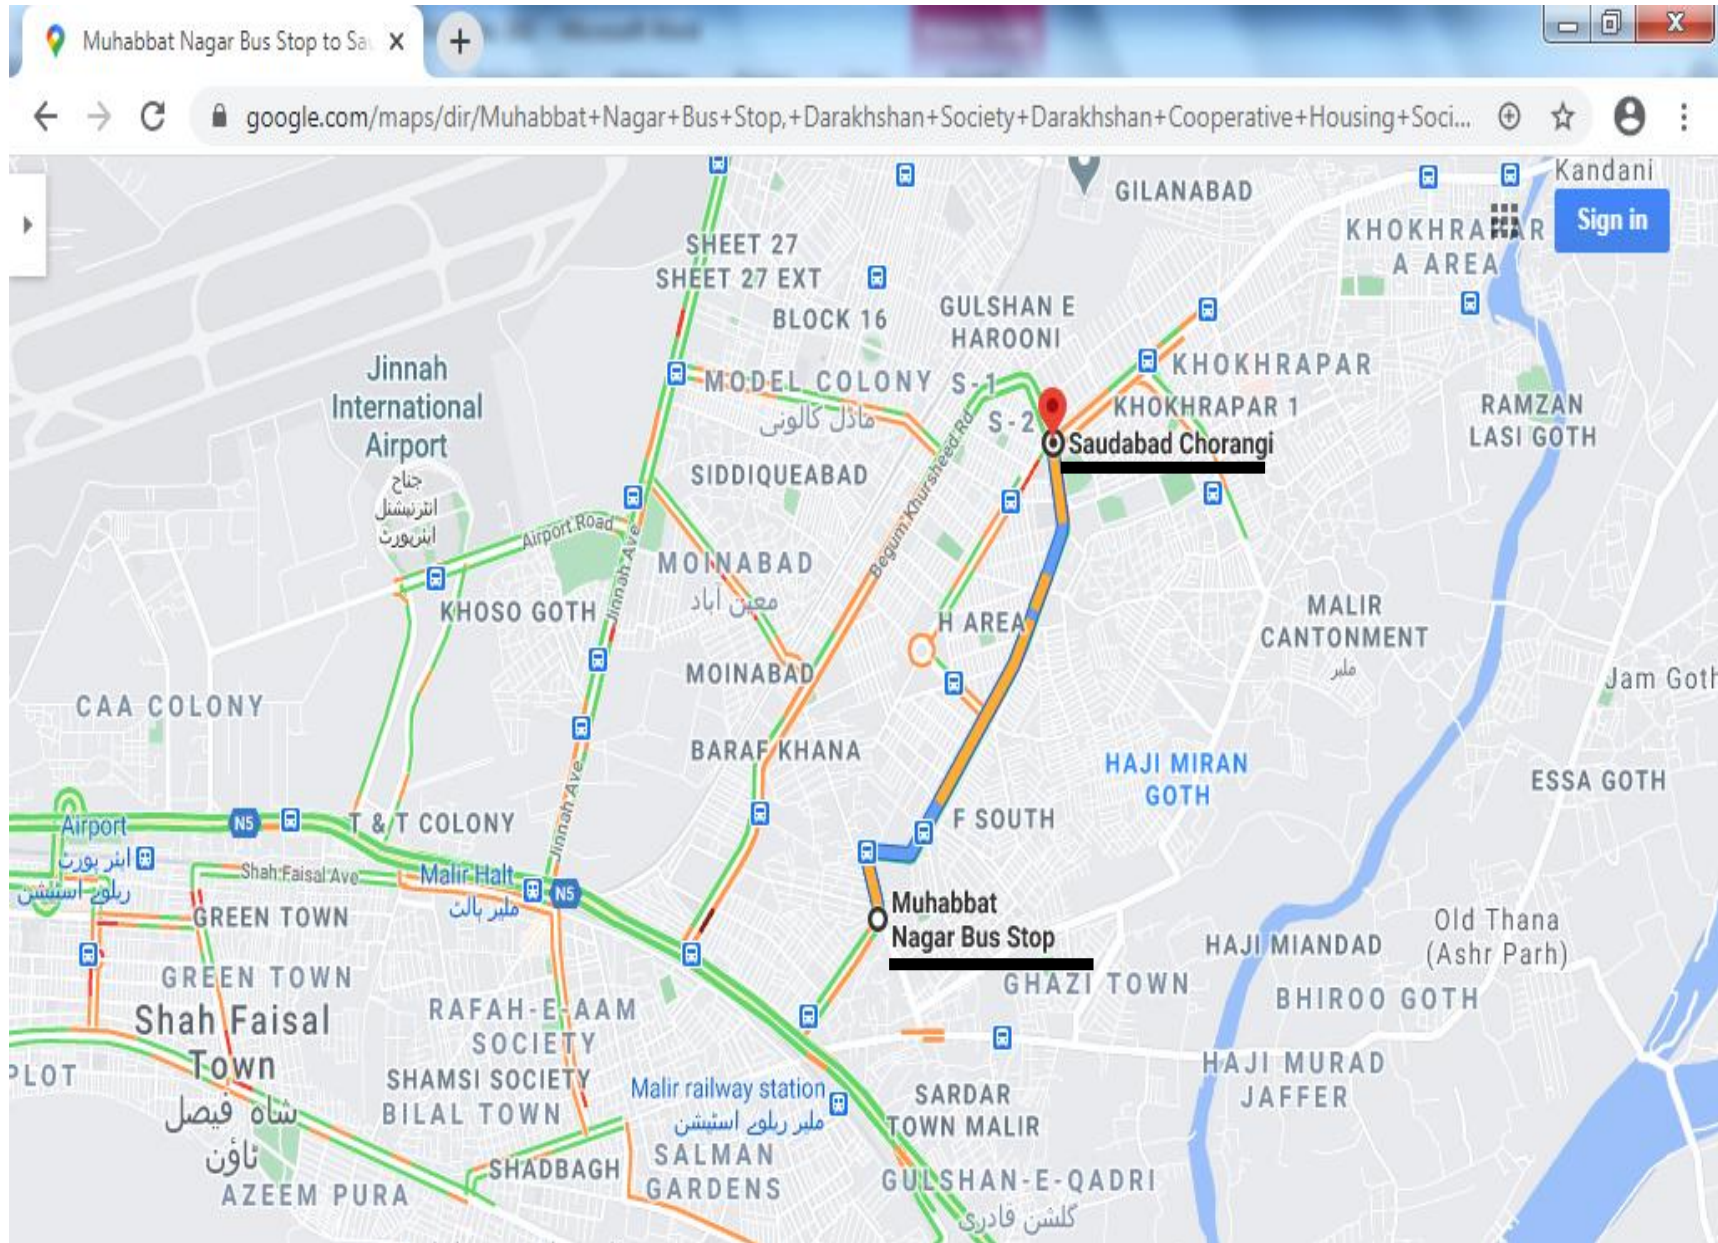 Muhabbat Nagar Bus Stop to Sa
google.com/maps/dir/Muhabbat+Nagar+Bus+Stop,+Darakhshan+Society+Darakhshan+Cooperative+Housing+Soci...
Kandani
Sign in
GILANABAD
KHOKHRAPAR
A AREA
SHEET 27
SHEET 27 EXT
BLOCK 16
GULSHAN E
HAROONI
Jinnah
International
Airport
جناح
انٹرنیشنل
ایئرپورٹ
MODEL COLONY
ماڈل کالونی
S-1
S-2
KHOKHRAPAR
KHOKHRAPAR 1
RAMZAN
LASI GOTH
Saudabad Chorangi
SIDDIQUEABAD
Begum Khursheed Rd
Airport Road
Jinnah Ave
MOINABAD
معین آباد
KHOSO GOTH
H AREA
MALIR
CANTONMENT
ملیر
MOINABAD
Jam Goth
CAA COLONY
BARAF KHANA
HAJI MIRAN
GOTH
ESSA GOTH
Jinnah Ave
Airport
ایئر پورٹ
ریلوے اسٹیشن
N5
T & T COLONY
F SOUTH
Shah Faisal Ave
Malir Halt
ملیر ہالٹ
N5
GREEN TOWN
Muhabbat
Nagar Bus Stop
Old Thana
(Ashr Parh)
HAJI MIANDAD
GREEN TOWN
GHAZI TOWN
BHIROO GOTH
Shah Faisal
Town
شاہ فیصل
ٹاؤن
RAFAH-E-AAM
SOCIETY
PLOT
SHAMSI SOCIETY
BILAL TOWN
Malir railway station
ملیر ریلوے اسٹیشن
SARDAR
TOWN MALIR
HAJI MURAD
JAFFER
SHADBAGH
SALMAN
GARDENS
AZEEM PURA
GULSHAN-E-QADRI
گلشن قادری